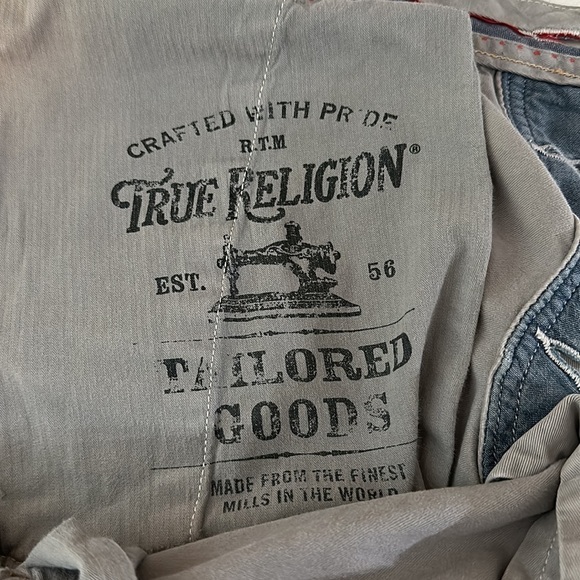 CRAFTED WITH PRIDE
R.T.M
TRUE RELIGION®
EST. 56
TAILORED
GOODS
MADE FROM THE FINEST
MILLS IN THE WORLD